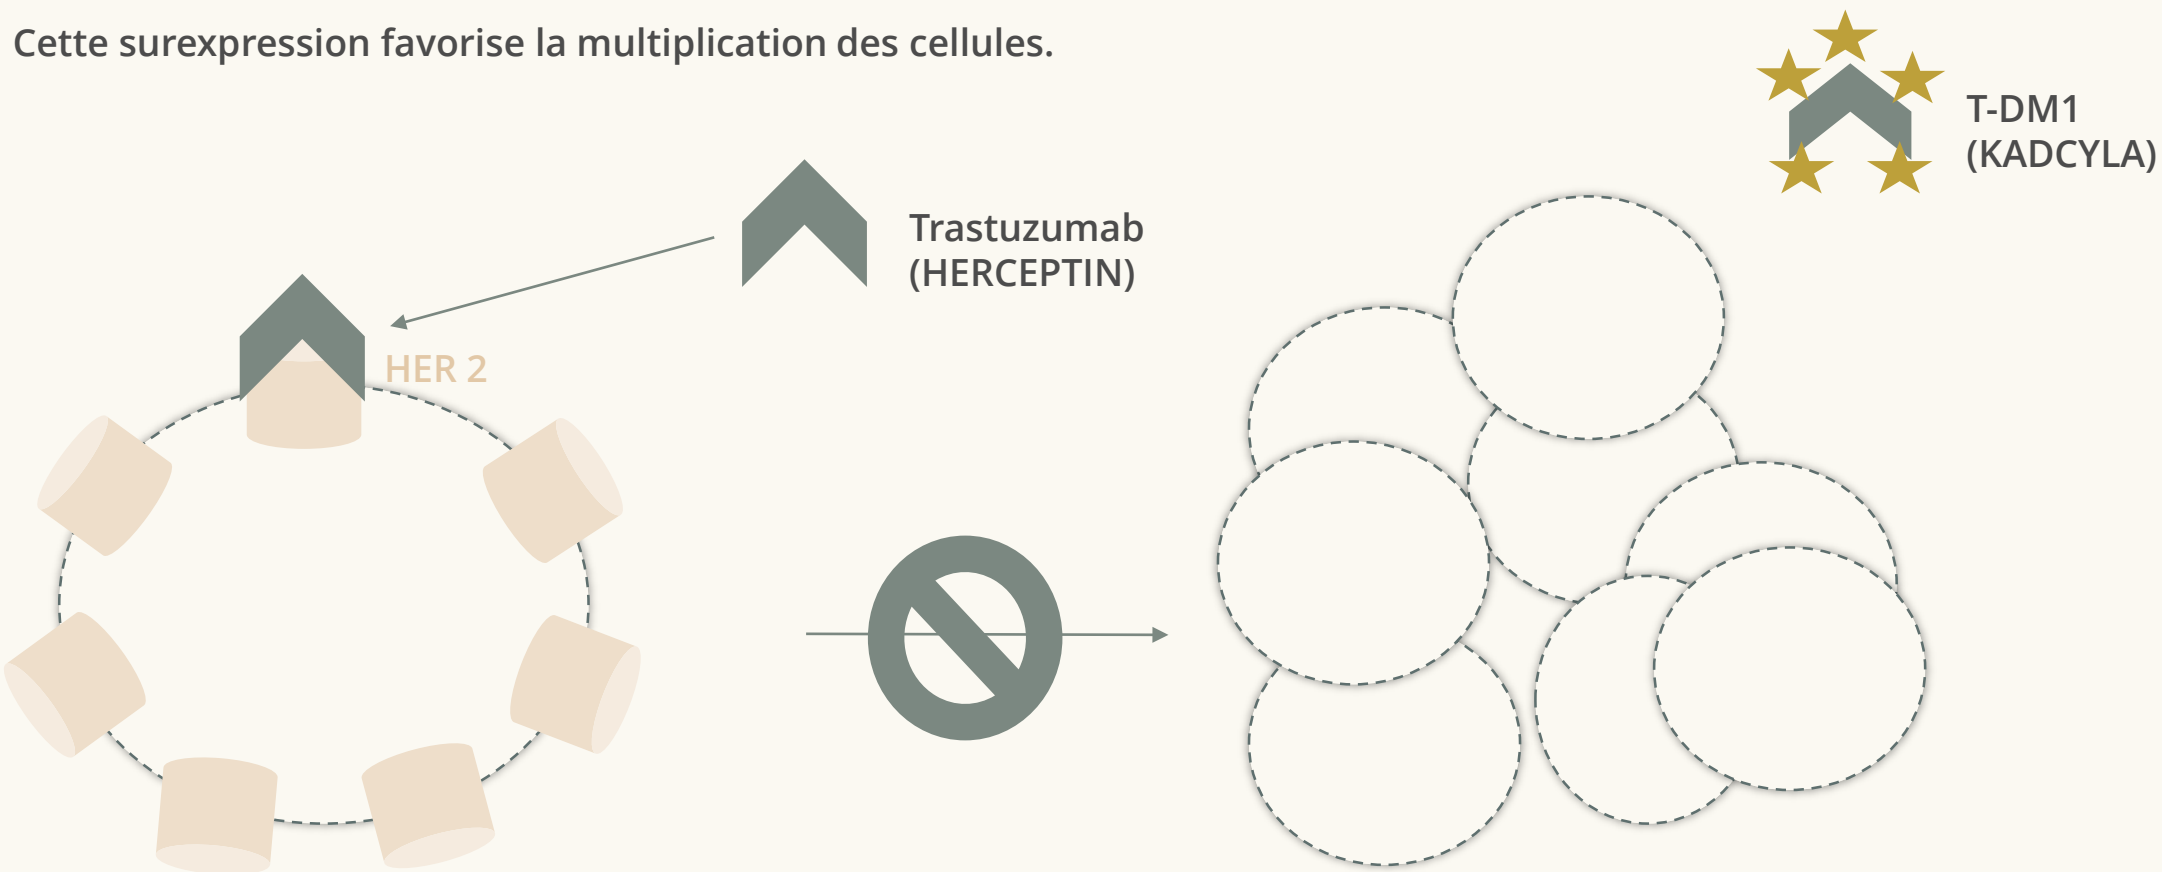 Cette surexpression favorise la multiplication des cellules.
T-DM1
(KADCYLA)
Trastuzumab
(HERCEPTIN)
HER 2